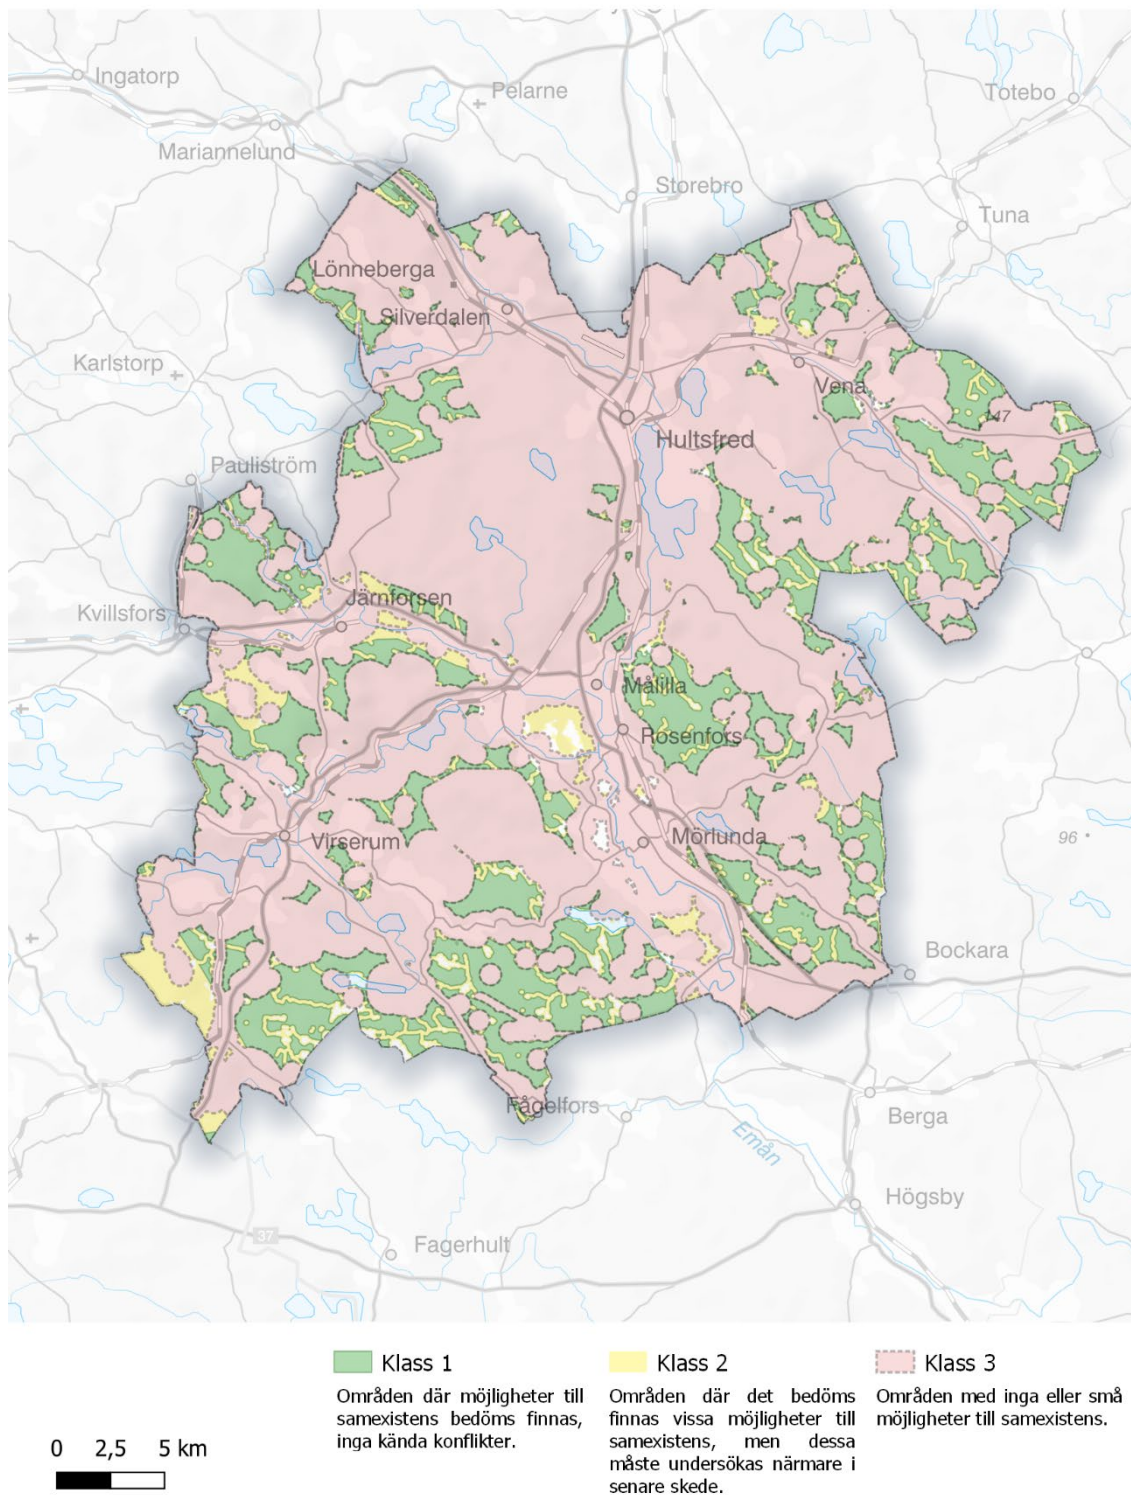 Ingatorp
Pelarne
Totebo
Mariannelund
Storebro
Tuna
Lönneberga
Silverdalen
Karlstorp
Vena
147
Hultsfred
Pauliström
Järnforsen
Kvillsfors
Målilla
Rosenfors
Virserum
Mörlunda
96
Bockara
Fågelfors
Berga
Emån
Högsby
37
Fagerhult
Klass 1
Områden där möjligheter till
samexistens bedöms finnas,
inga kända konflikter.
Klass 2
Områden där det bedöms
finnas vissa möjligheter till
samexistens, men dessa
måste undersökas närmare i
senare skede.
Klass 3
Områden med inga eller små
möjligheter till samexistens.
0 2,5 5 km